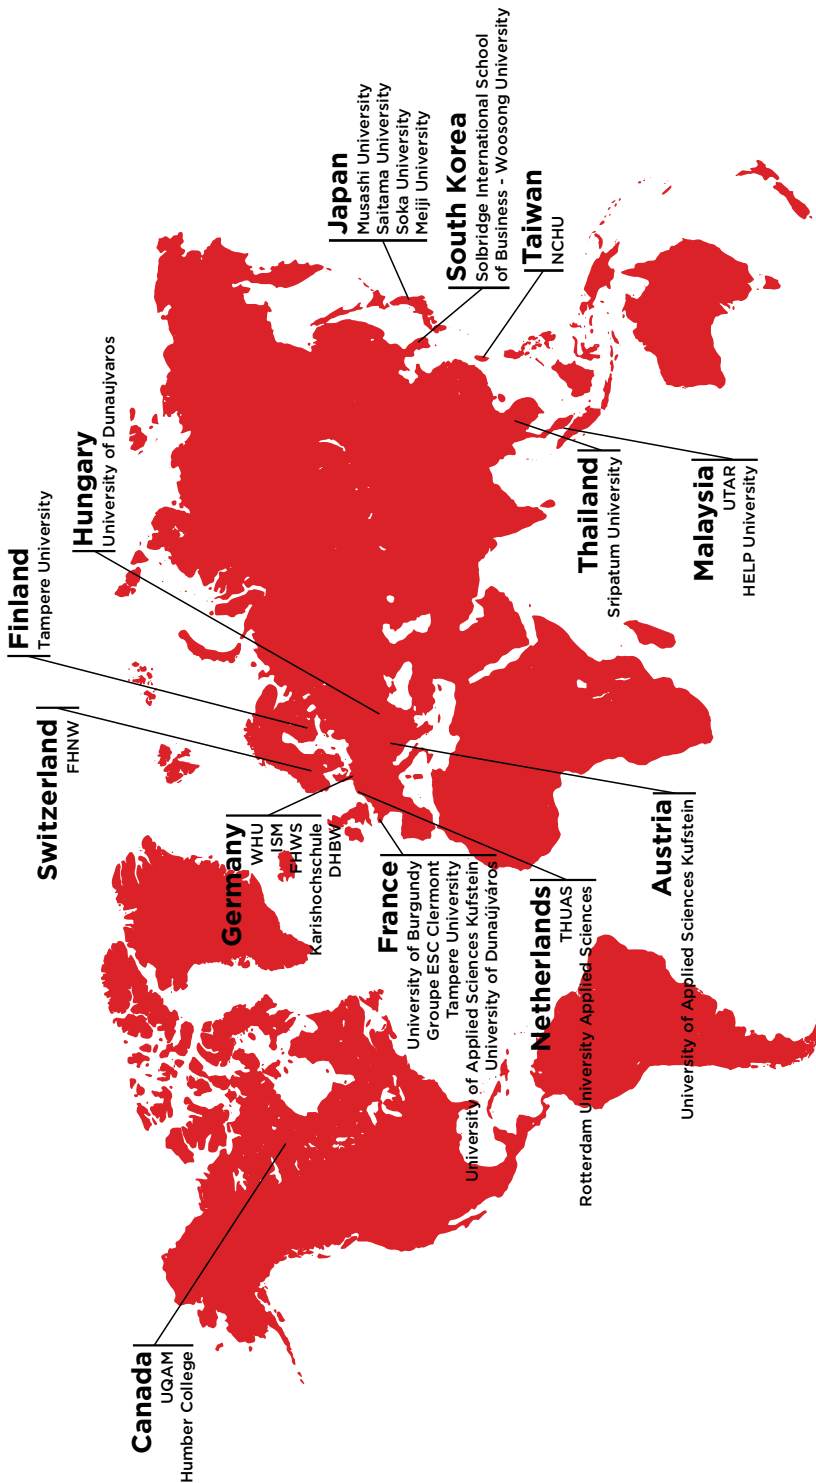 Canada
UQAM
Humber College
Switzerland
FHNW
Finland
Tampere University
Hungary
University of Dunaujvaros
Germany
WHU
ISM
FHWS
Karishochschule
DHBW
France
University of Burgundy
Groupe ESC Clermont
Tampere University
University of Applied Sciences Kufstein
University of Dunaújváros
Netherlands
THUAS
Rotterdam University Applied Sciences
Austria
University of Applied Sciences Kufstein
Japan
Musashi University
Saitama University
Soka University
Meiji University
South Korea
Solbridge International School
of Business - Woosong University
Taiwan
NCHU
Thailand
Sripatum University
Malaysia
UTAR
HELP University